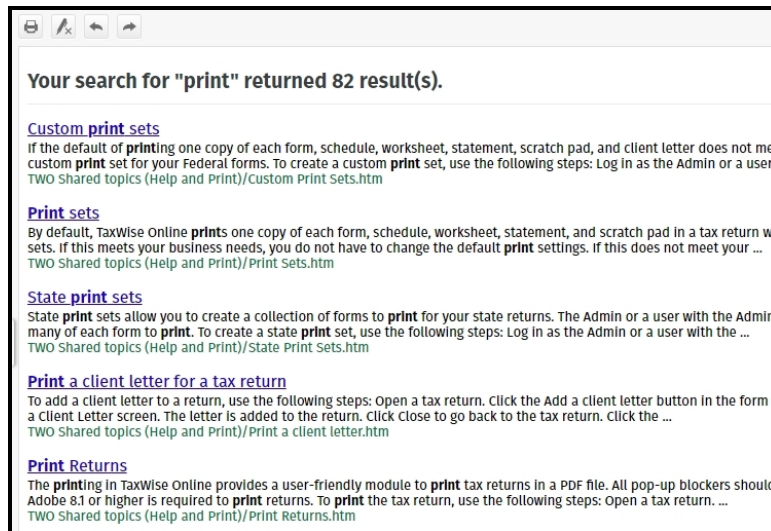 Your search for "print" returned 82 result(s).
Custom print sets
If the default of printing one copy of each form, schedule, worksheet, statement, scratch pad, and client letter does not me
custom print set for your Federal forms. To create a custom print set, use the following steps: Log in as the Admin or a user
TWO Shared topics (Help and Print)/Custom Print Sets.htm
Print sets
By default, TaxWise Online prints one copy of each form, schedule, worksheet, statement, and scratch pad in a tax return w
sets. If this meets your business needs, you do not have to change the default print settings. If this does not meet your ...
TWO Shared topics (Help and Print)/Print Sets.htm
State print sets
State print sets allow you to create a collection of forms to print for your state returns. The Admin or a user with the Admin
many of each form to print. To create a state print set, use the following steps: Log in as the Admin or a user with the ...
TWO Shared topics (Help and Print)/State Print Sets.htm
Print a client letter for a tax return
To add a client letter to a return, use the following steps: Open a tax return. Click the Add a client letter button in the form
a Client Letter screen. The letter is added to the return. Click Close to go back to the tax return. Click the ...
TWO Shared topics (Help and Print)/Print a client letter.htm
Print Returns
The printing in TaxWise Online provides a user-friendly module to print tax returns in a PDF file. All pop-up blockers should
Adobe 8.1 or higher is required to print returns. To print the tax return, use the following steps: Open a tax return. ...
TWO Shared topics (Help and Print)/Print Returns.htm